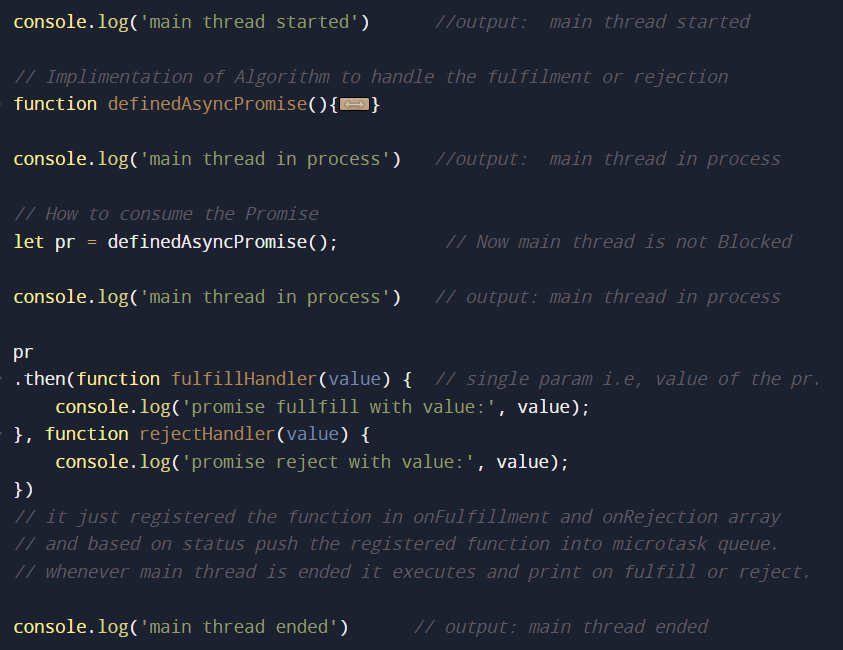 console.log('main thread started')      //output:  main thread started
// Implimentation of Algorithm to handle the fulfilment or rejection
function definedAsyncPromise(){↔}
console.log('main thread in process')   //output:  main thread in process
// How to consume the Promise
let pr = definedAsyncPromise();          // Now main thread is not Blocked
console.log('main thread in process')   // output: main thread in process
pr
.then(function fulfillHandler(value) {  // single param i.e, value of the pr.
    console.log('promise fullfill with value:', value);
}, function rejectHandler(value) {
    console.log('promise reject with value:', value);
})
// it just registered the function in onFulfillment and onRejection array
// and based on status push the registered function into microtask queue.
// whenever main thread is ended it executes and print on fulfill or reject.
console.log('main thread ended')      // output: main thread ended